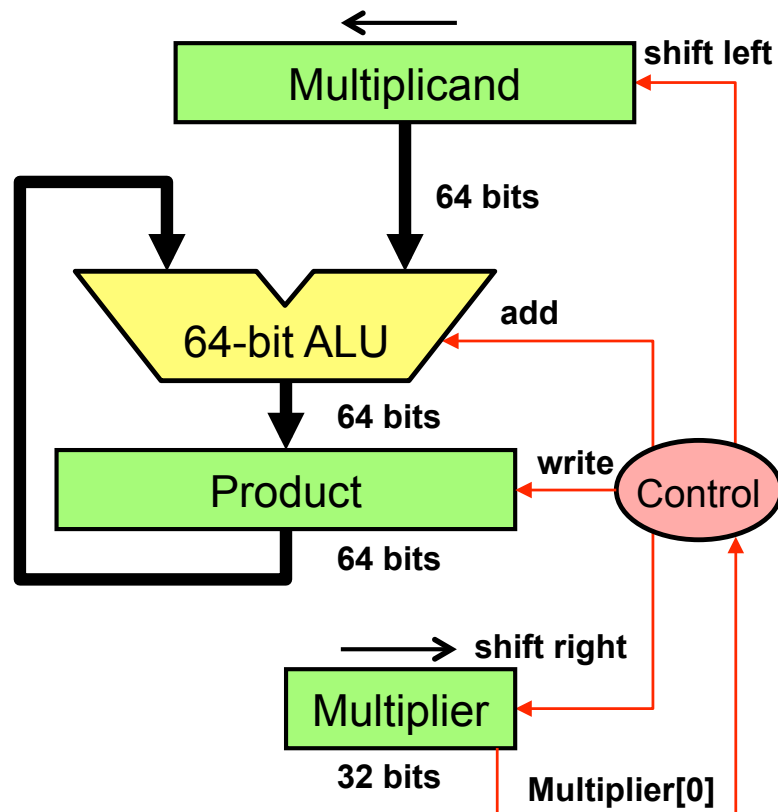 shift left
Multiplicand
64 bits
add
64-bit ALU
64 bits
write
Product
Control
64 bits
shift right
Multiplier
32 bits
Multiplier[0]